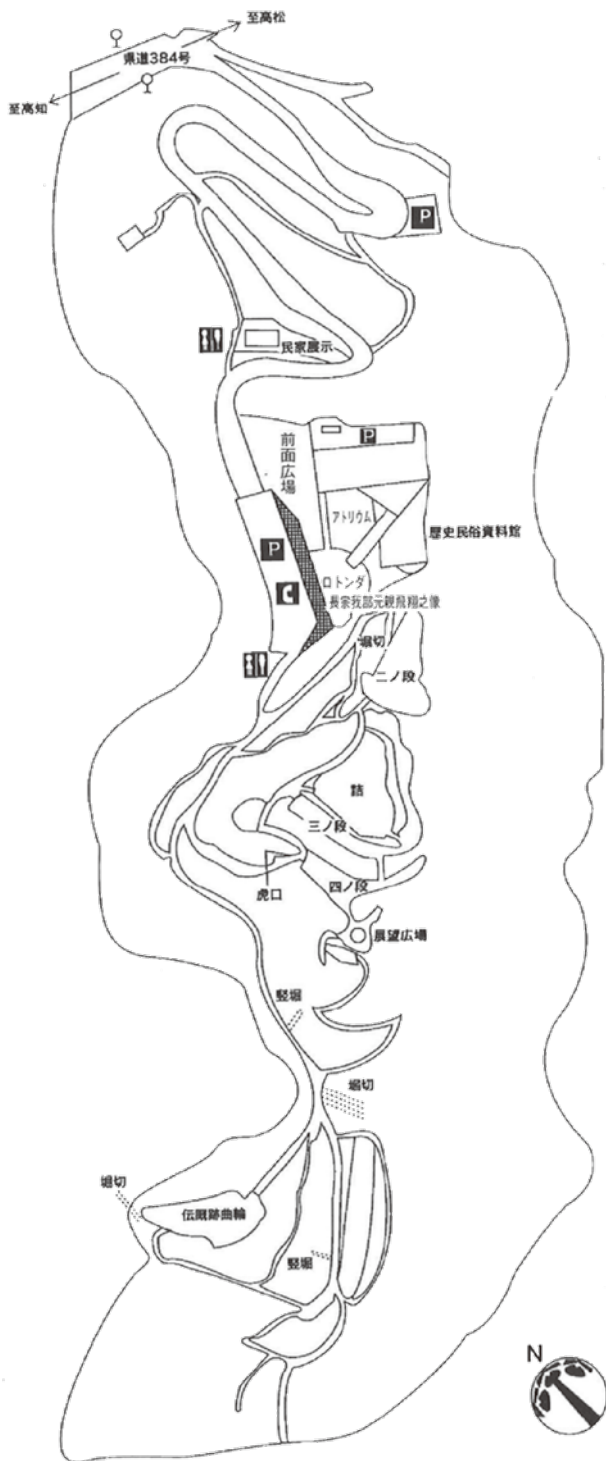 至高松
県道384号
至高知
P
民家展示
前面広場
P
アトリウム
歴史民俗資料館
P
ロトンダ
長宗我部元親飛翔之像
堀切
二ノ段
詰
三ノ段
虎口
四ノ段
展望広場
竪堀
堀切
堀切
伝厩跡曲輪
竪堀
N